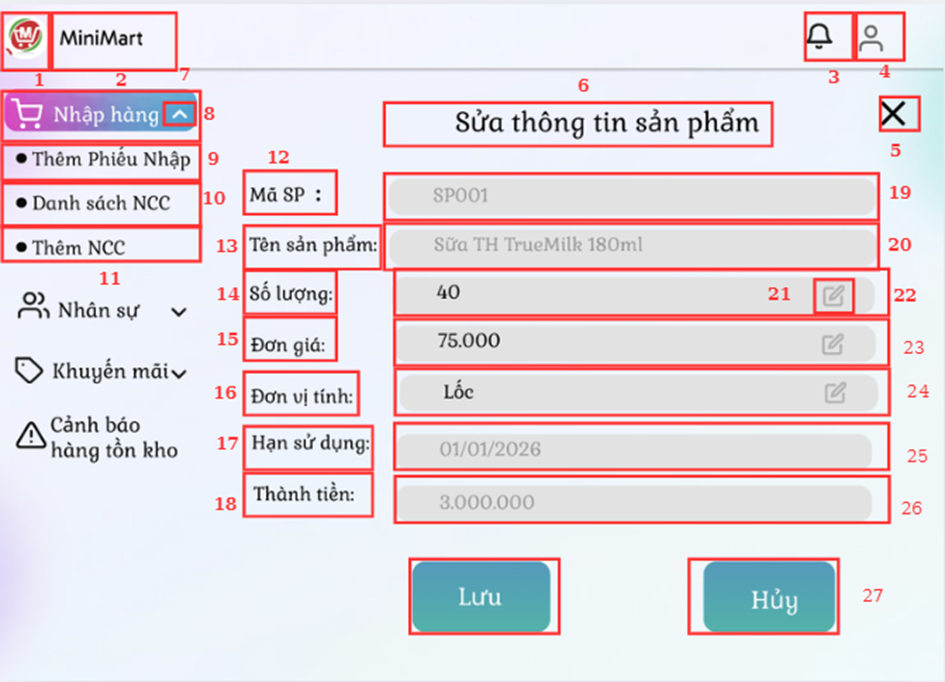 M
MiniMart
1
2
7
3
4
6
Nhập hàng
8
Sửa thông tin sản phẩm
5
Thêm Phiếu Nhập
9
12
Danh sách NCC
10
Mã SP :
SP001
19
Thêm NCC
13
Tên sản phẩm:
Sữa TH TrueMilk 180ml
20
11
14
Số lượng:
40
21
22
Nhân sự
15
Đơn giá:
75.000
23
Khuyến mãi
16
Đơn vị tính:
Lốc
24
Cảnh báo
hàng tồn kho
17
Hạn sử dụng:
01/01/2026
25
18
Thành tiền:
3.000.000
26
Lưu
Hủy
27